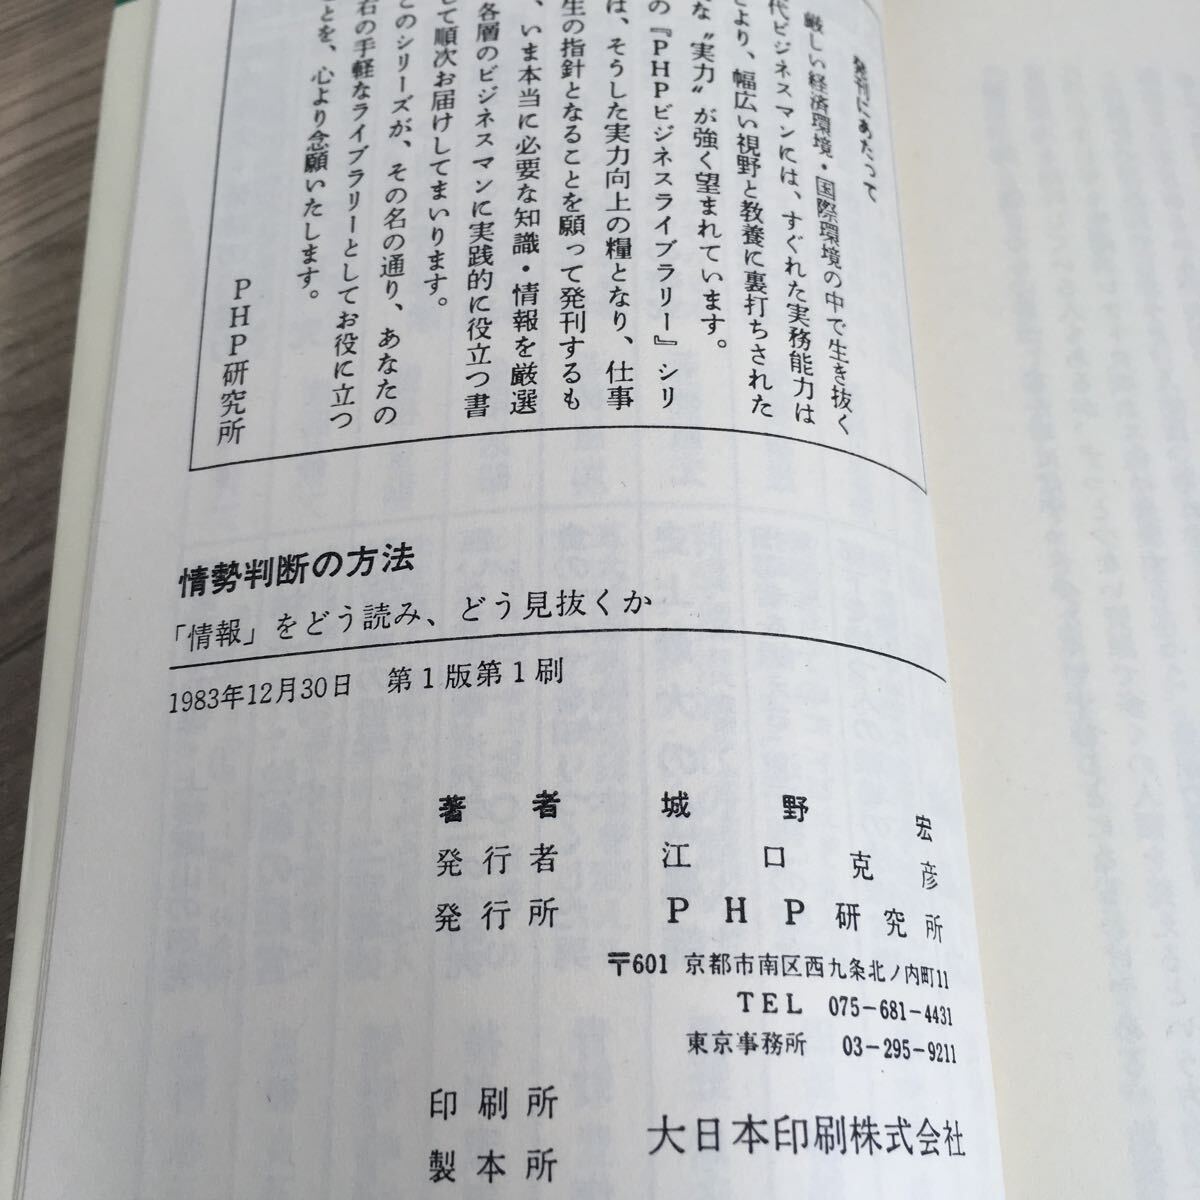 発刊にあたって
厳しい経済環境・国際環境の中で生き抜く
代ビジネスマンには、すぐれた実務能力は
とより、幅広い視野と教養に裏打ちされた
な〝実力〟が強く望まれています。
の『PHPビジネスライブラリー』シリ
は、そうした実力向上の糧となり、仕事
生の指針となることを願って発刊するも
、いま本当に必要な知識・情報を厳選
各層のビジネスマンに実践的に役立つ書
して順次お届けしてまいります。
このシリーズが、その名の通り、あなたの
右の手軽なライブラリーとしてお役に立つ
ことを、心より念願いたします。
PHP研究所
情勢判断の方法
「情報」をどう読み、どう見抜くか
1983年12月30日 第1版第1刷
著者 城野宏
発行者 江口克彦
発行所 PHP研究所
〒601 京都市南区西九条北ノ内町11
TEL 075-681-4431
東京事務所 03-295-9211
印刷所 大日本印刷株式会社
製本所